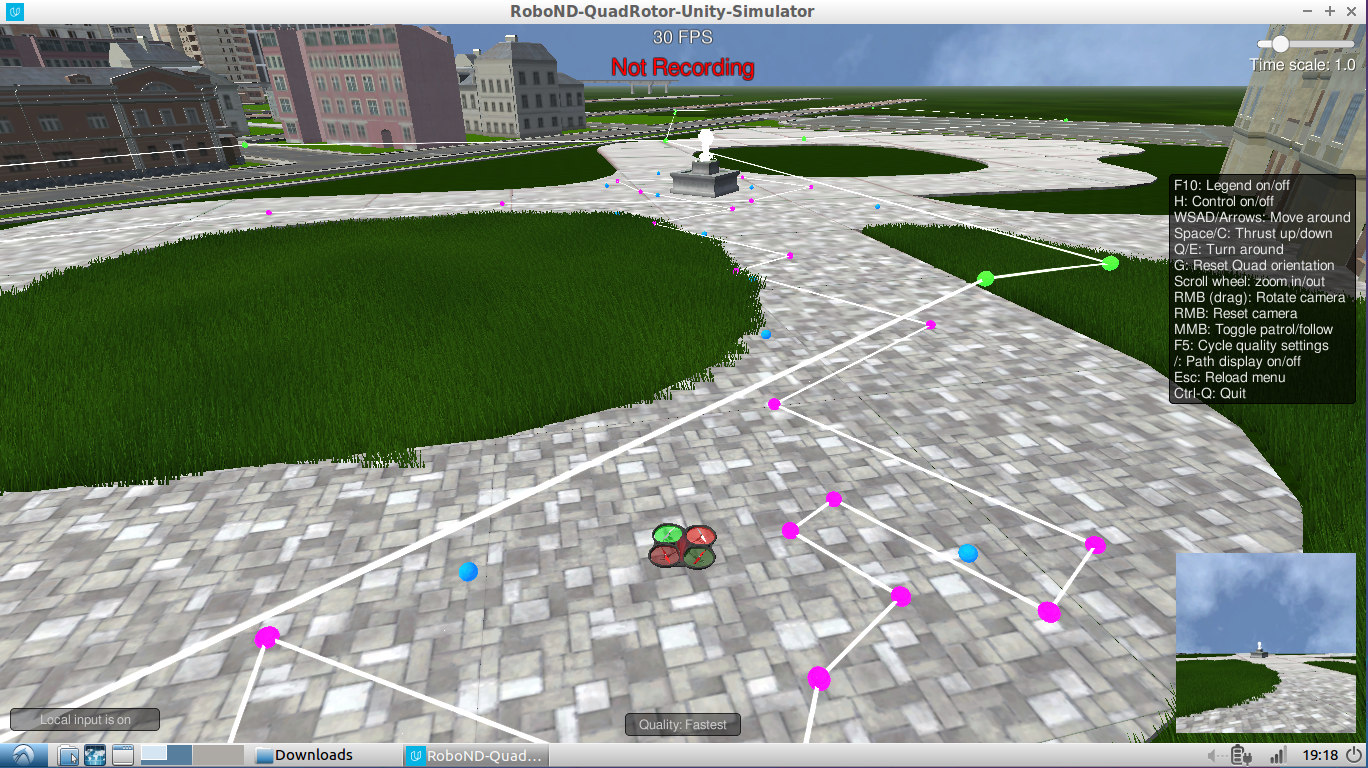 RoboND-QuadRotor-Unity-Simulator
30 FPS
Not Recording
Time scale: 1.0
F10: Legend on/off
H: Control on/off
WSAD/Arrows: Move around
Space/C: Thrust up/down
Q/E: Turn around
G: Reset Quad orientation
Scroll wheel: zoom in/out
RMB (drag): Rotate camera
RMB: Reset camera
MMB: Toggle patrol/follow
F5: Cycle quality settings
/: Path display on/off
Esc: Reload menu
Ctrl-Q: Quit
Local input is on
Quality: Fastest
Downloads
RoboND-Quad...
19:18